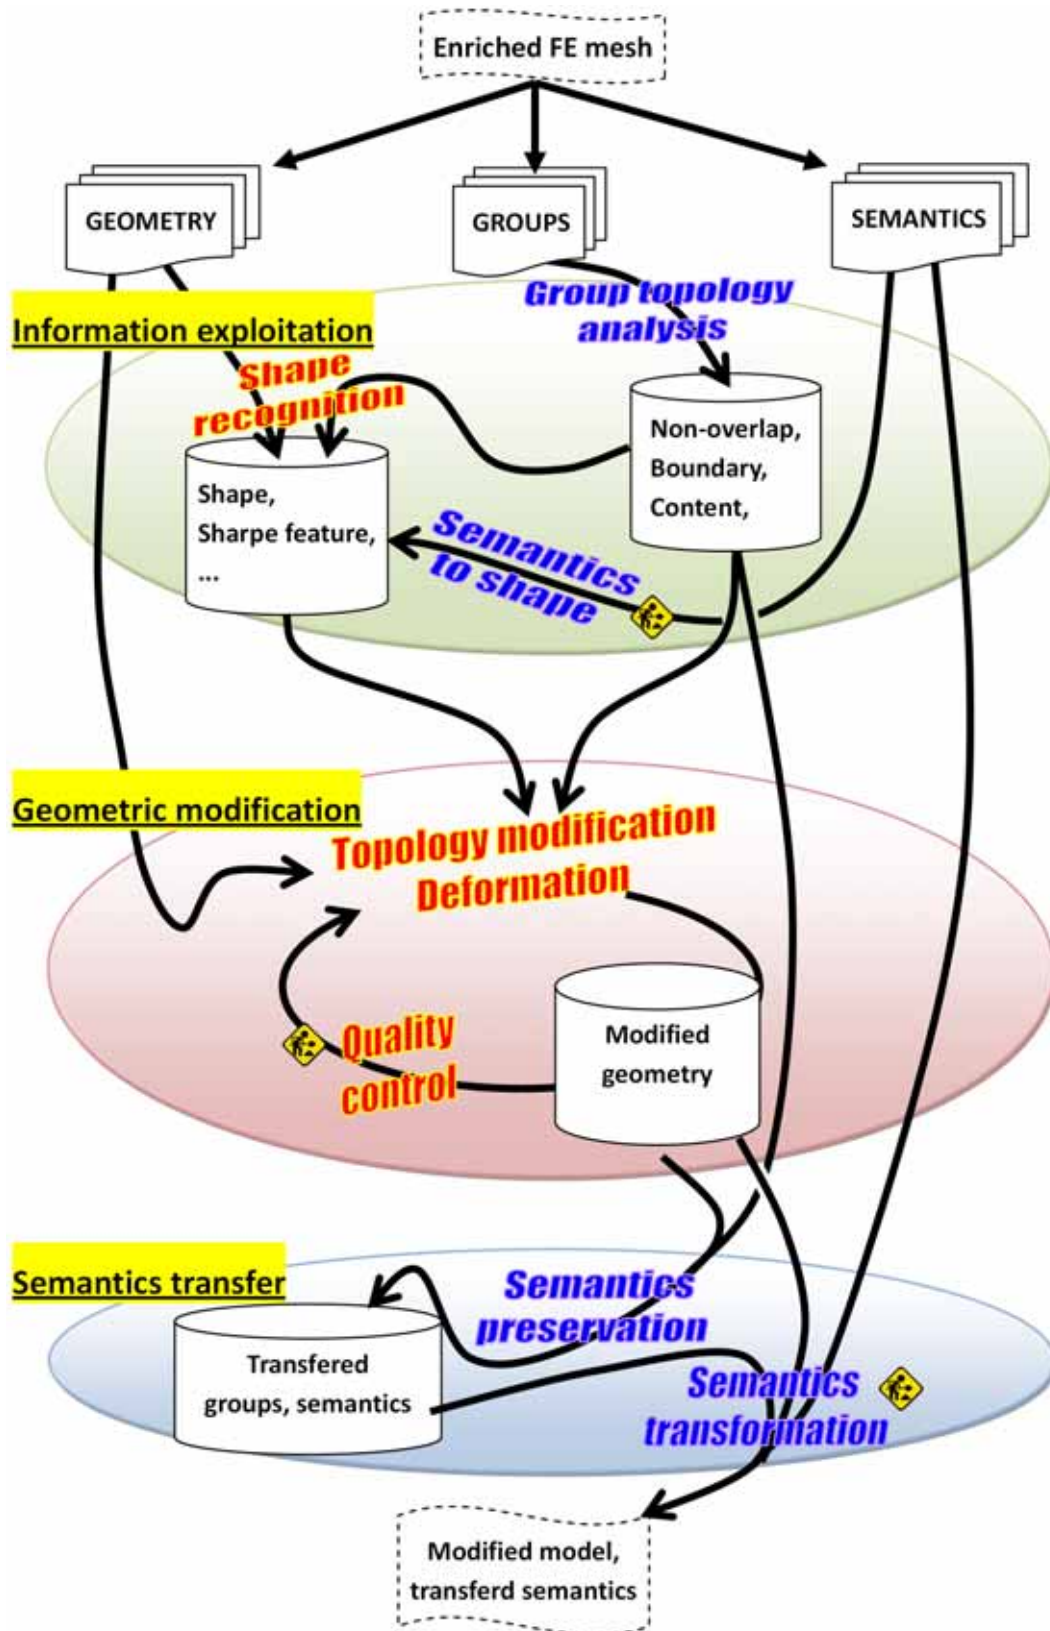 Enriched FE mesh
GEOMETRY
GROUPS
SEMANTICS
Group topology
analysis
Information exploitation
Shape
recognition
Non-overlap,
Boundary,
Content,
Shape,
Sharpe feature,
...
Semantics
to shape
Geometric modification
Topology modification
Deformation
Quality
control
Modified
geometry
Semantics transfer
Semantics
preservation
Transfered
groups, semantics
Semantics
transformation
Modified model,
transferd semantics